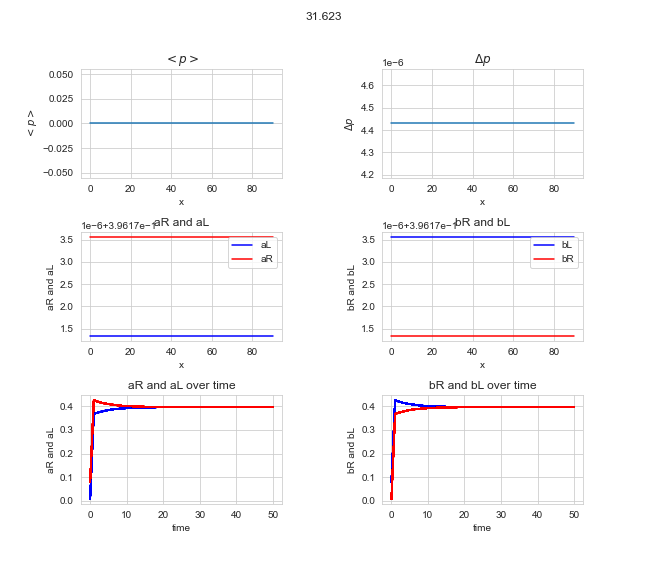 31.623
< p >
Δp
1e−6
0.050
0.025
0.000
−0.025
−0.050
< p >
0 20 40 60 80
x
4.6
4.5
4.4
4.3
4.2
Δp
0 20 40 60 80
x
aR and aL
1e−6+3.9617e−1
3.5
3.0
2.5
2.0
1.5
aR and aL
aL
aR
0 20 40 60 80
x
bR and bL
1e−6+3.9617e−1
3.5
3.0
2.5
2.0
1.5
bR and bL
bL
bR
0 20 40 60 80
x
aR and aL over time
0.4
0.3
0.2
0.1
0.0
aR and aL
0 10 20 30 40 50
time
bR and bL over time
0.4
0.3
0.2
0.1
0.0
bR and bL
0 10 20 30 40 50
time